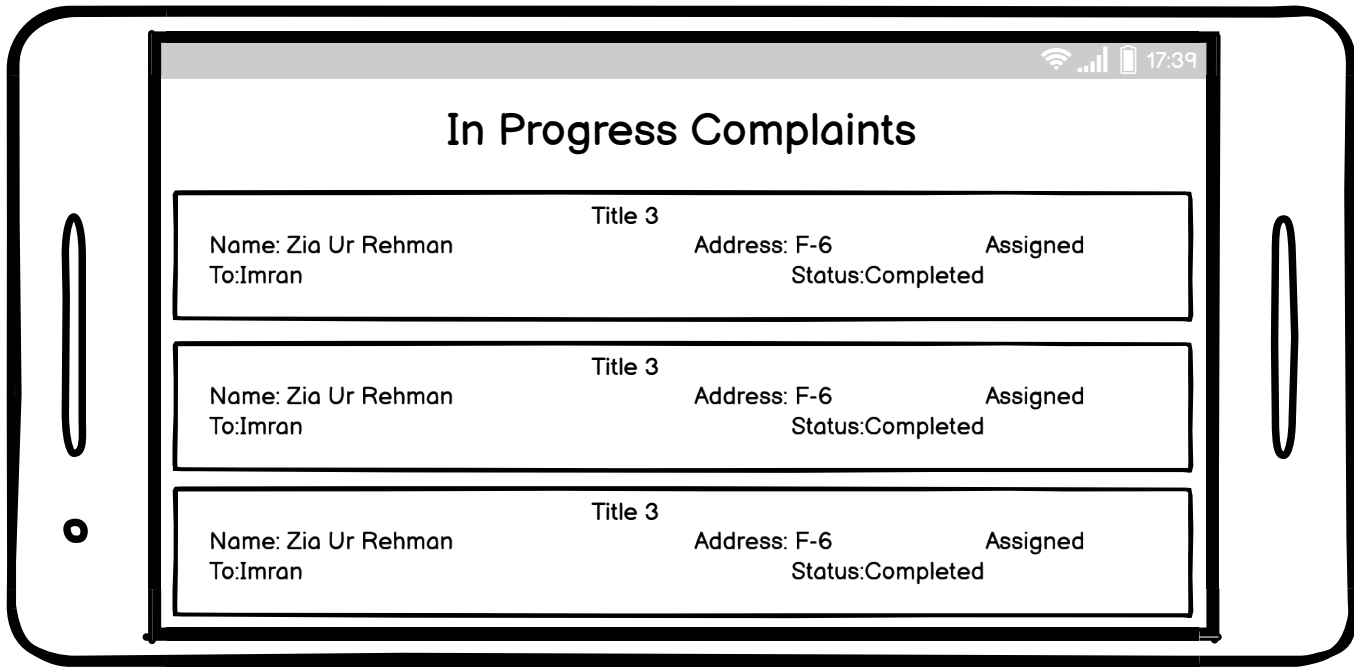 17:39
In Progress Complaints
Title 3
Name: Zia Ur Rehman Address: F-6 Assigned
To:Imran Status:Completed
Title 3
Name: Zia Ur Rehman Address: F-6 Assigned
To:Imran Status:Completed
Title 3
Name: Zia Ur Rehman Address: F-6 Assigned
To:Imran Status:Completed